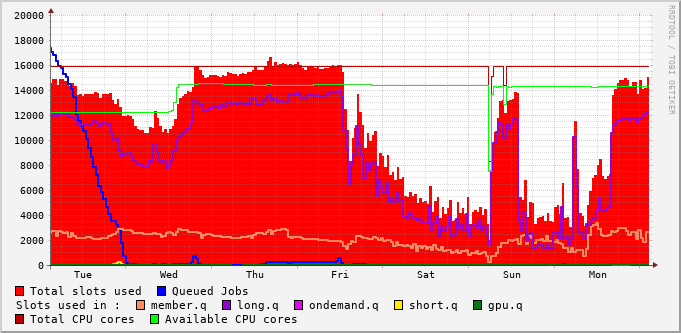 RRDTOOL / TOBI OETIKER
20000
18000
16000
14000
12000
10000
8000
6000
4000
2000
0
Tue Wed Thu Fri Sat Sun Mon
Total slots used Queued Jobs
Slots used in : member.q long.q ondemand.q short.q gpu.q
Total CPU cores Available CPU cores